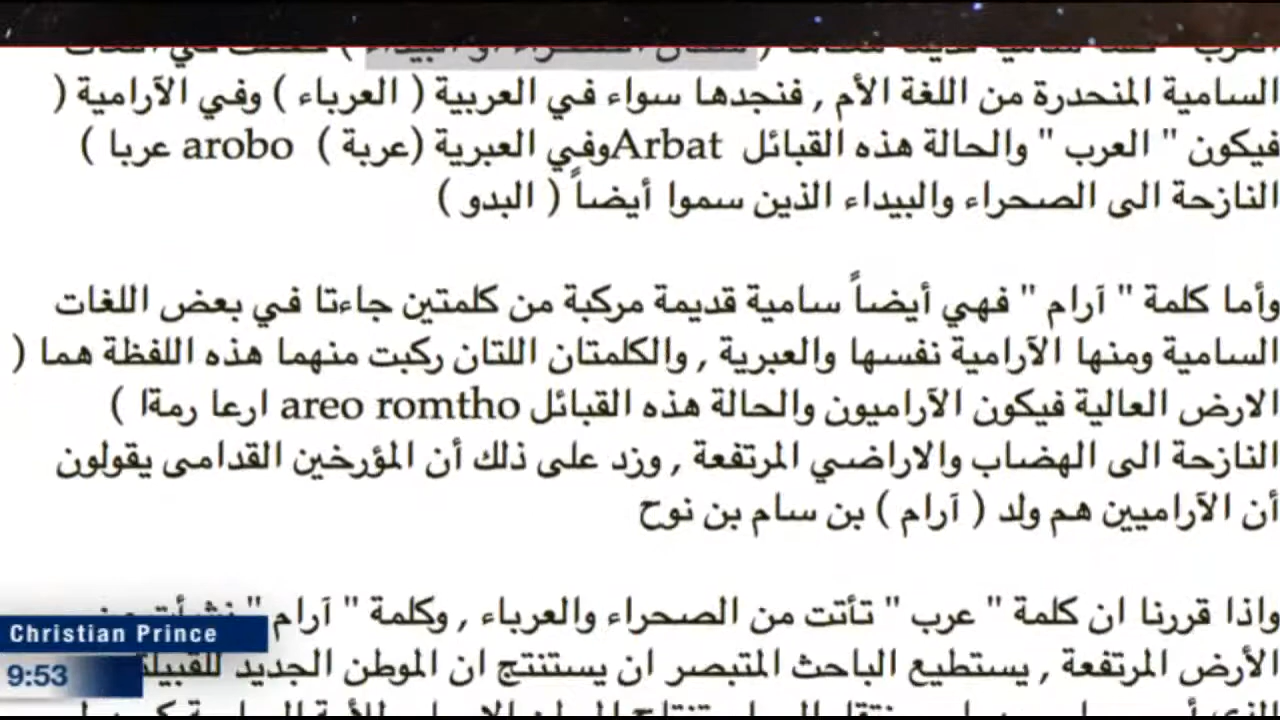 السامية المنحدرة من اللغة الأم , فنجدها سواء في العربية ( العرباء ) وفي الآرامية (
فيكون " العرب " والحالة هذه القبائل Arbatوفي العبرية (عربة ) arobo عربا )
النازحة الى الصحراء والبيداء الذين سموا أيضاً ( البدو )
وأما كلمة " آرام " فهي أيضاً سامية قديمة مركبة من كلمتين جاءتا في بعض اللغات
السامية ومنها الآرامية نفسها والعبرية , والكلمتان اللتان ركبت منهما هذه اللفظة هما (
الارض العالية فيكون الآراميون والحالة هذه القبائل areo romtho ارعا رمةا )
النازحة الى الهضاب والاراضي المرتفعة , وزد على ذلك أن المؤرخين القدامى يقولون
أن الآراميين هم ولد ( آرام ) بن سام بن نوح
واذا قررنا ان كلمة " عرب " تأتت من الصحراء والعرباء , وكلمة " آرام " نشأت من
الأرض المرتفعة , يستطيع الباحث المتبصر ان يستنتج ان الموطن الجديد للقبيلة
Christian Prince
9:53